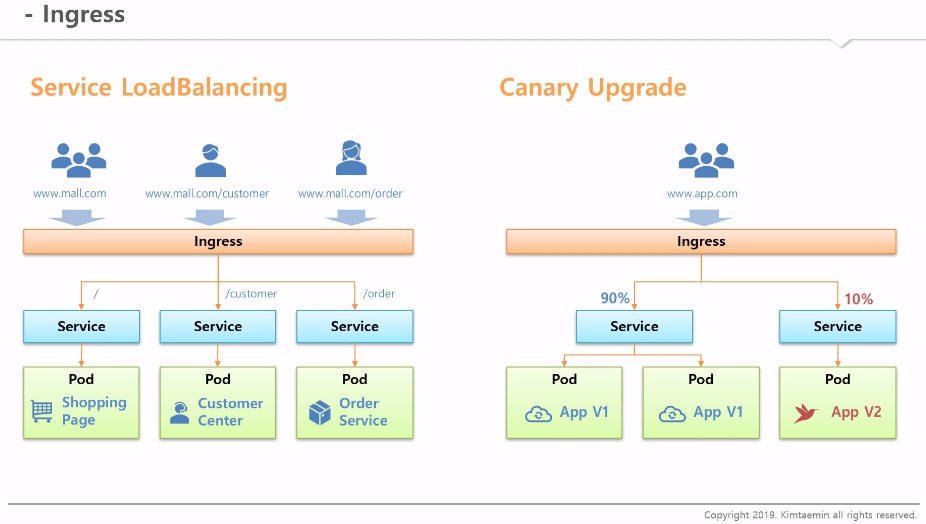 - Ingress
Service LoadBalancing
www.mall.com
www.mall.com/customer
www.mall.com/order
Ingress
/
/customer
/order
Service
Service
Service
Pod
Shopping
Page
Pod
Customer
Center
Pod
Order
Service
Canary Upgrade
www.app.com
Ingress
90%
10%
Service
Service
Pod
App V1
Pod
App V1
Pod
App V2
Copyright 2019. Kimtaemin all rights reserved.